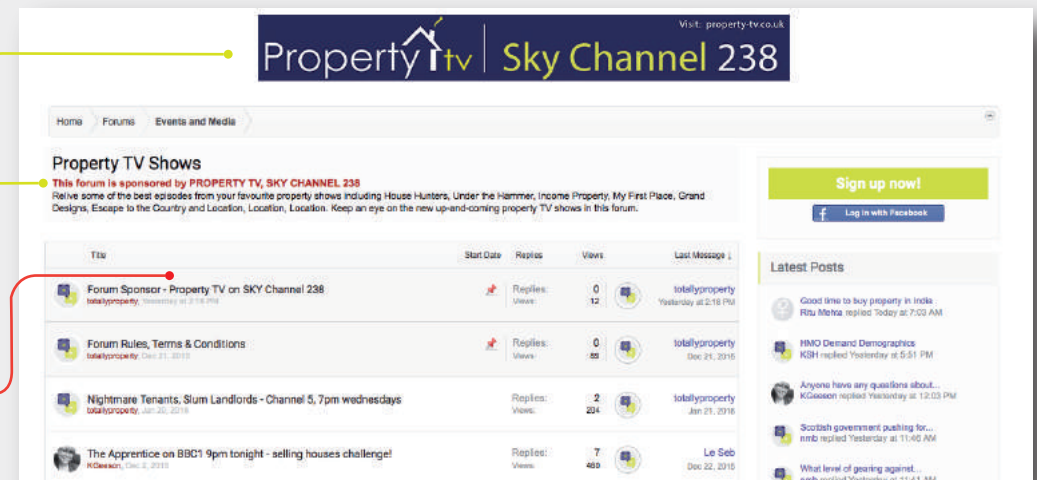 Visit: property-tv.co.uk
Property tv | Sky Channel 238
Home Forums Events and Media
Property TV Shows
This forum is sponsored by PROPERTY TV, SKY CHANNEL 238
Relive some of the best episodes from your favourite property shows including House Hunters, Under the Hammer, Income Property, My First Place, Grand
Designs, Escape to the Country and Location, Location, Location. Keep an eye on the new up-and-coming property TV shows in this forum.
Sign up now!
f Log in with Facebook
Title Start Date Replies Views Last Message ↓
Forum Sponsor - Property TV on SKY Channel 238 Replies: 0 totallyproperty
totallyproperty, Yesterday at 2:18 PM Views: 12 Yesterday at 2:18 PM
Forum Rules, Terms & Conditions Replies: 0 totallyproperty
totallyproperty, Dec 21, 2015 Views: Dec 21, 2015
Nightmare Tenants, Slum Landlords - Channel 5, 7pm wednesdays Replies: 2 totallyproperty
totallyproperty, Jan 20, 2016 Views: 204 Jan 21, 2016
The Apprentice on BBC1 9pm tonight - selling houses challenge! Replies: 7 Le Seb
KGeeson, Dec 2, 2015 Views: Dec 22, 2015
Latest Posts
Good time to buy property in India
Ritu Mehra replied Today at 7:03 AM
HMO Demand Demographics
KSH replied Yesterday at 5:51 PM
Anyone have any questions about...
KGeeson replied Yesterday at 12:03 PM
Scottish government pushing for...
nmb replied Yesterday at 11:46 AM
What level of gearing against...
nmb replied Yesterday at 11:41 AM